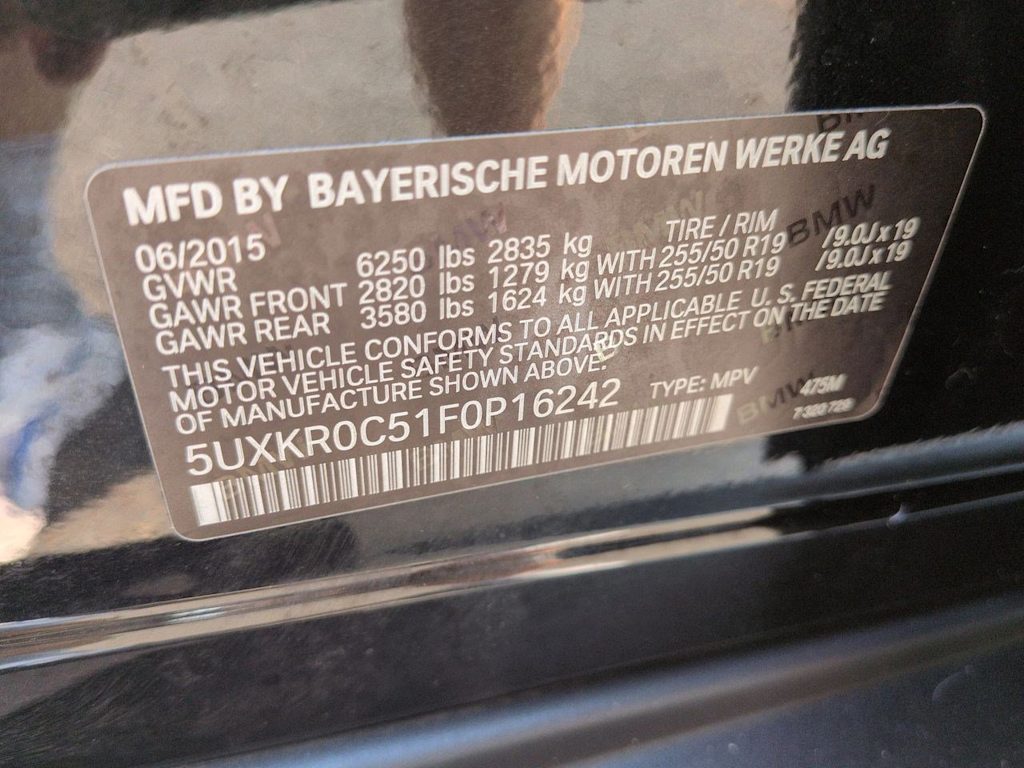 MFD BY BAYERISCHE MOTOREN WERKE AG
06/2015 TIRE / RIM
GVWR 6250 lbs 2835 kg
GAWR FRONT 2820 lbs 1279 kg WITH 255/50 R19 /9.0J x 19
GAWR REAR 3580 lbs 1624 kg WITH 255/50 R19 /9.0J x 19
THIS VEHICLE CONFORMS TO ALL APPLICABLE U. S. FEDERAL
MOTOR VEHICLE SAFETY STANDARDS IN EFFECT ON THE DATE
OF MANUFACTURE SHOWN ABOVE.
5UXKR0C51F0P16242 TYPE: MPV 475M